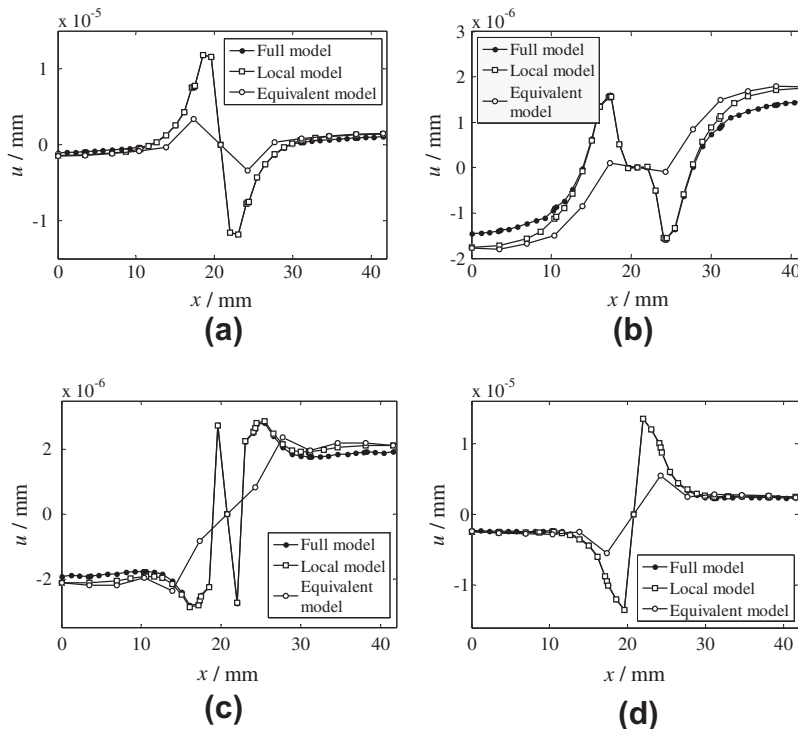 x 10^-5
1
0
-1
u / mm
0
10
20
30
40
x / mm
Full model
Local model
Equivalent model
(a)
x 10^-6
3
2
1
0
-1
-2
u / mm
0
10
20
30
40
x / mm
Full model
Local model
Equivalent
model
(b)
x 10^-6
2
0
-2
u / mm
0
10
20
30
40
x / mm
Full model
Local model
Equivalent
model
(c)
x 10^-5
1
0
-1
u / mm
0
10
20
30
40
x / mm
Full model
Local model
Equivalent model
(d)